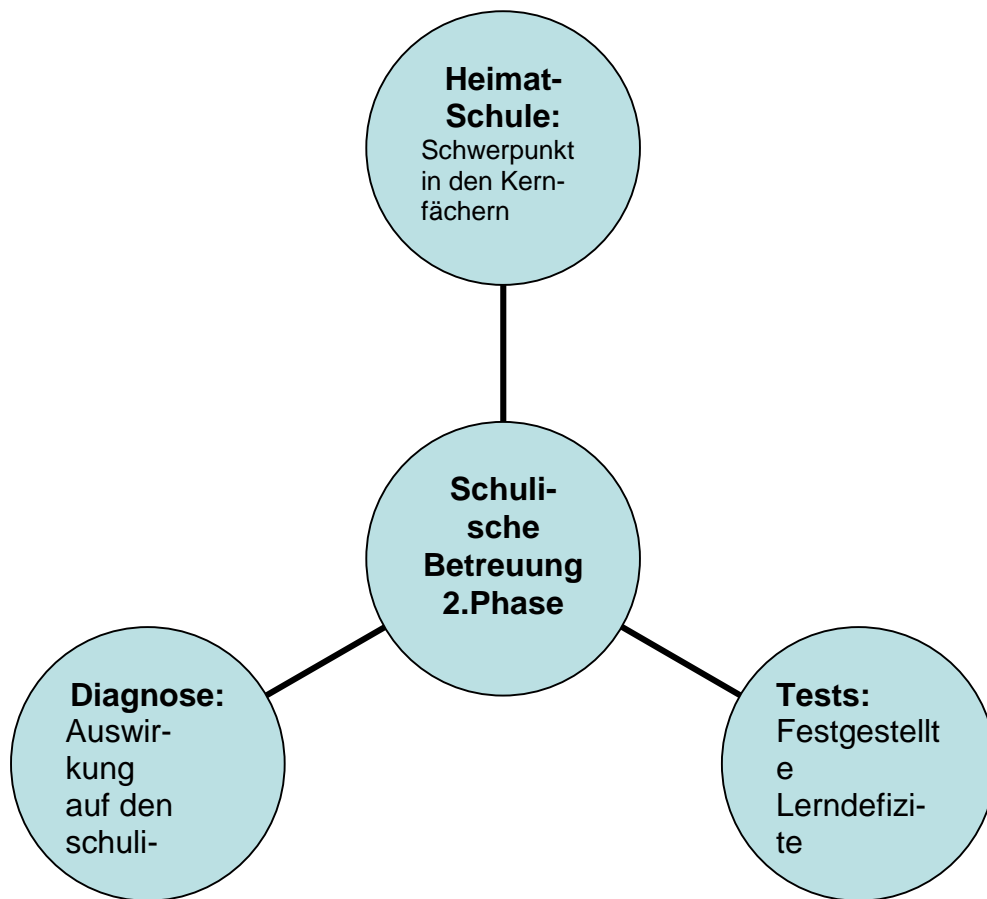 Heimat-
Schule:
Schwerpunkt
in den Kern-
fächern
Schuli-
sche
Betreuung
2.Phase
Diagnose:
Auswir-
kung
auf den
schuli-
Tests:
Festgestellt
e
Lerndefizi-
te